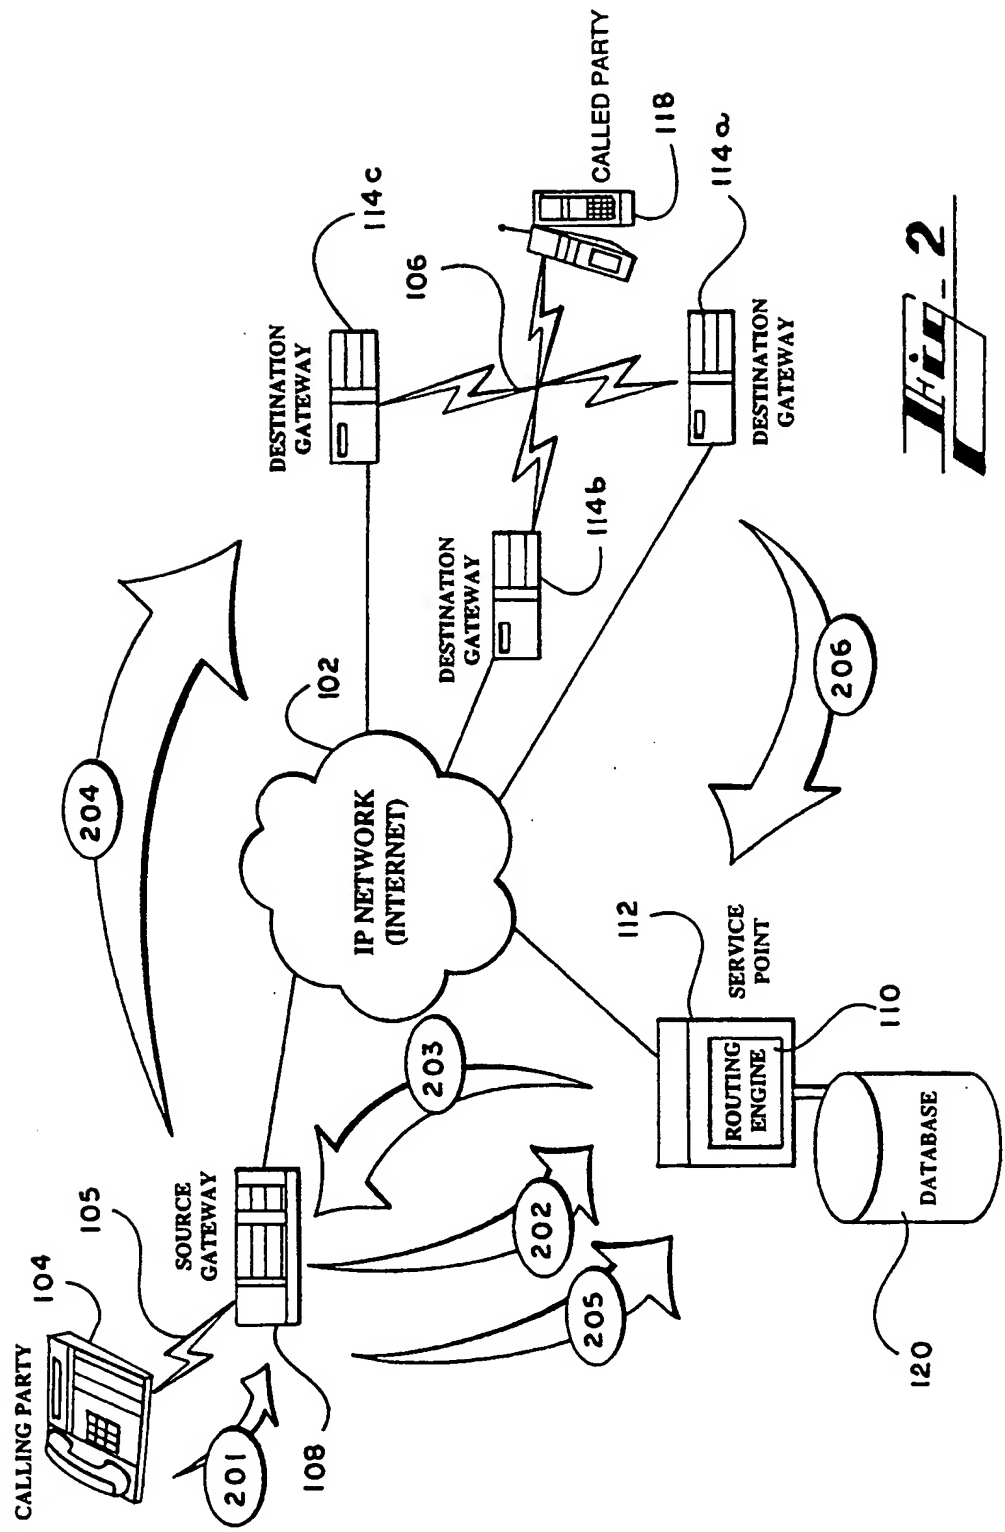 CALLING PARTY
104
105
SOURCE
GATEWAY
201
108
204
203
202
205
102
IP NETWORK
(INTERNET)
DESTINATION
GATEWAY
114c
106
DESTINATION
GATEWAY
114b
CALLED PARTY
118
114a
DESTINATION
GATEWAY
206
112
SERVICE
POINT
ROUTING
ENGINE
110
DATABASE
120
Fig_2